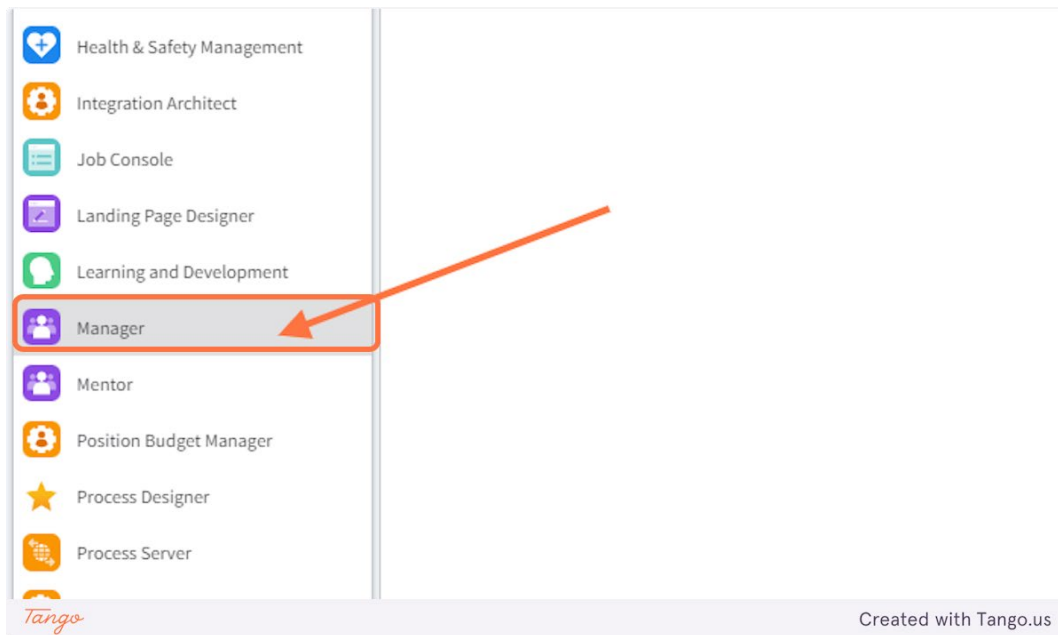 Health & Safety Management
Integration Architect
Job Console
Landing Page Designer
Learning and Development
Manager
Mentor
Position Budget Manager
Process Designer
Process Server
Tango
Created with Tango.us